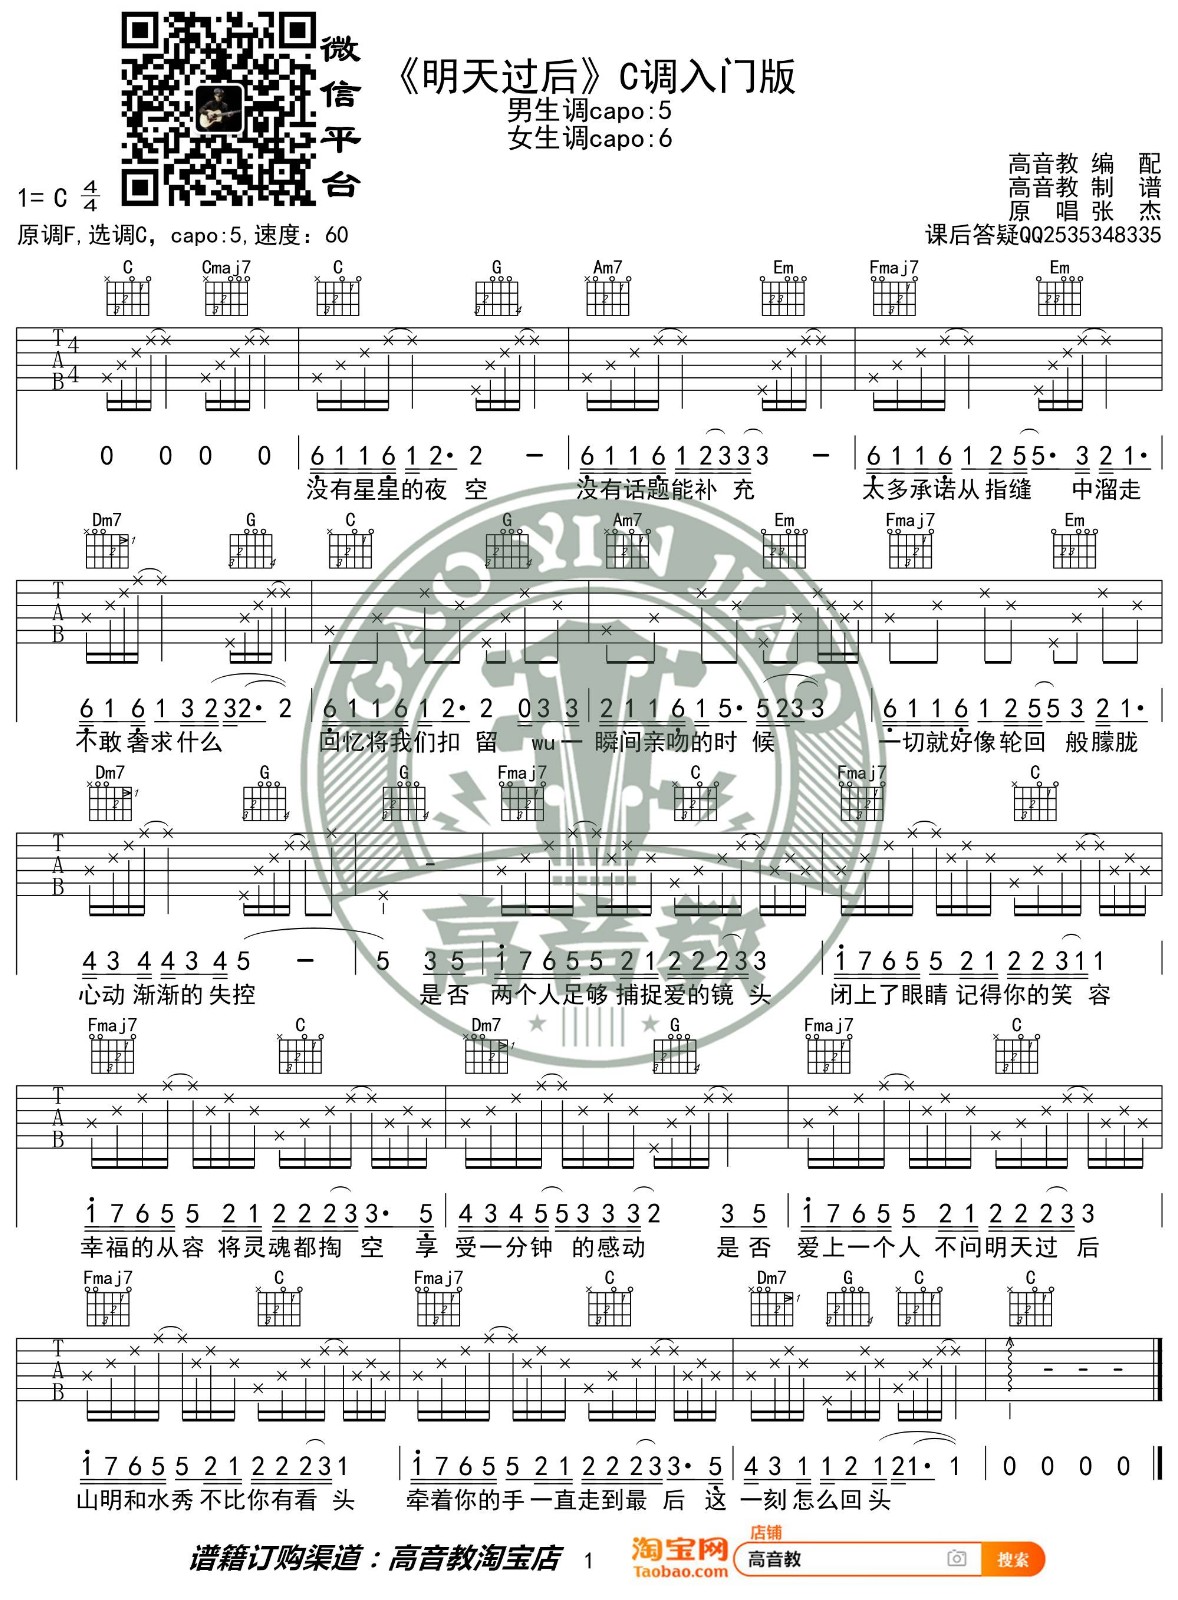 微信平台
《明天过后》C调入门版
男生调capo:5
女生调capo:6
高音教 编 配
高音教 制 谱
原 唱 张 杰
1= C 4/4
原调F,选调C，capo:5,速度：60
课后答疑QQ2535348335
C Cmaj7 C G Am7 Em Fmaj7 Em
T A B 4 4
0 0 0 0 6 1 1 6 1 2· 2 - 6 1 1 6 1 2 3 3 3 - 6 1 1 6 1 2 5 5· 3 2 1·
没有星星的夜 空 没有话题能补 充 太多承诺从 指缝 中溜走
Dm7 G C G Am7 Em Fmaj7 Em
T A B
6 1 6 1 3 2 3 2· 2 6 1 1 6 1 2· 2 0 3 3 2 1 1 6 1 5· 5 2 3 3 6 1 1 6 1 2 5 5 3 2 1·
不敢奢求什么 回忆将我们扣 留 wu一 瞬间亲吻的时 候 一切就好像轮回 般朦胧
Dm7 G G Fmaj7 C Fmaj7 C
T A B
4 3 4 4 3 4 5 - 5 3 5 1 7 6 5 5 2 1 2 2 2 3 3 1 7 6 5 5 2 1 2 2 3 1 1
心动 渐渐的 失控 是否 两个人足够 捕捉爱的镜 头 闭上了眼睛 记得你的笑 容
Fmaj7 C Dm7 G Fmaj7 C
T A B
1 7 6 5 5 2 1 2 2 2 3 3· 5 4 3 4 5 5 3 3 3 2 3 5 1 7 6 5 5 2 1 2 2 2 3 3
幸福的从容 将灵魂都掏 空 享 受一分钟 的感动 是否 爱上一个人 不问明天过 后
Fmaj7 C Fmaj7 C Dm7 G C C
T A B
1 7 6 5 5 2 1 2 2 2 3 1 1 7 6 5 5 2 1 2 2 2 3 3· 5 4 3 1 1 2 1 2 1· 1 0 0 0 0
山明和水秀 不比你有看 头 牵着你的手 一直走到最 后 这 一刻怎么回头
GAO YIN JIAO
高音教
谱籍订购渠道：高音教淘宝店
1
淘宝网
Taobao.com
店铺
高音教
搜索